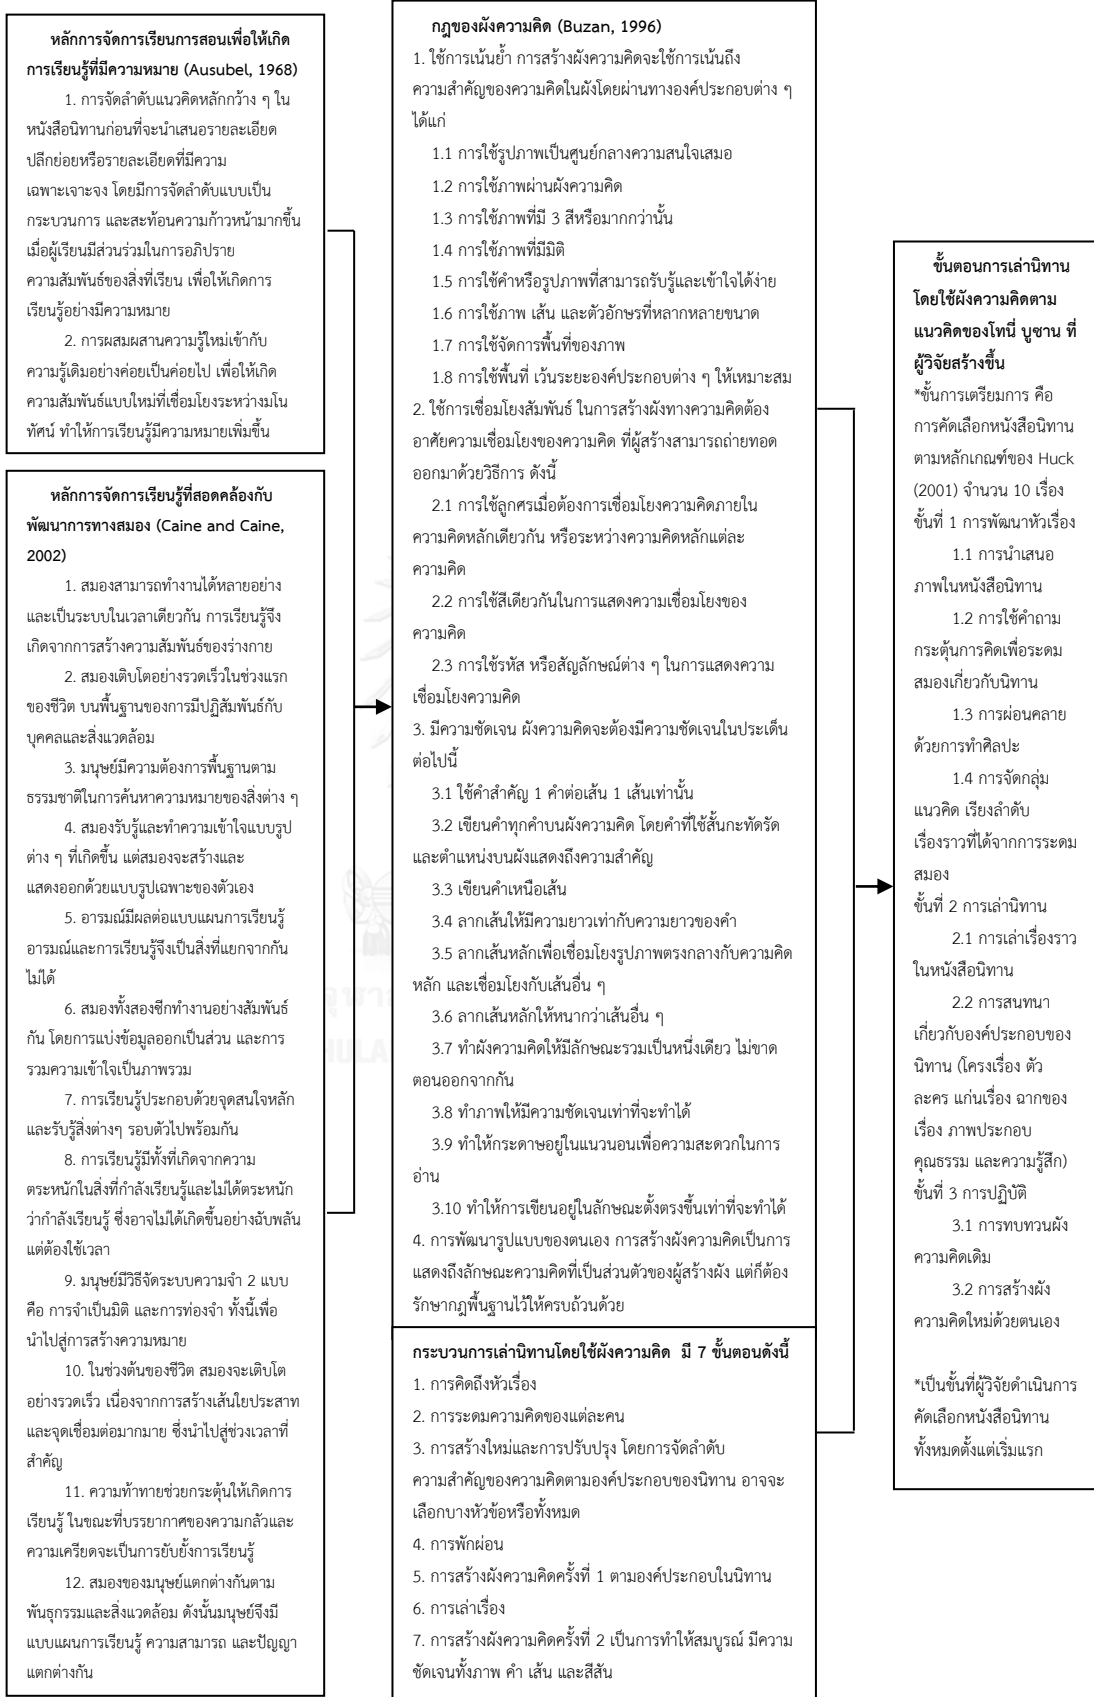 หลักการจัดการเรียนการสอนเพื่อให้เกิด
การเรียนรู้ที่มีความหมาย (Ausubel, 1968)
1. การจัดลำดับแนวคิดหลักกว้าง ๆ ใน
หนังสือนิทานก่อนที่จะนำเสนอรายละเอียด
ปลีกย่อยหรือรายละเอียดที่มีความ
เฉพาะเจาะจง โดยมีการจัดลำดับแบบเป็น
กระบวนการ และสะท้อนความก้าวหน้ามากขึ้น
เมื่อผู้เรียนมีส่วนร่วมในการอภิปราย
ความสัมพันธ์ของสิ่งที่เรียน เพื่อให้เกิดการ
เรียนรู้อย่างมีความหมาย
2. การผสมผสานความรู้ใหม่เข้ากับ
ความรู้เดิมอย่างค่อยเป็นค่อยไป เพื่อให้เกิด
ความสัมพันธ์แบบใหม่ที่เชื่อมโยงระหว่างมโน
ทัศน์ ทำให้การเรียนรู้มีความหมายเพิ่มขึ้น
หลักการจัดการเรียนรู้ที่สอดคล้องกับ
พัฒนาการทางสมอง (Caine and Caine,
2002)
1. สมองสามารถทำงานได้หลายอย่าง
และเป็นระบบในเวลาเดียวกัน การเรียนรู้จึง
เกิดจากการสร้างความสัมพันธ์ของร่างกาย
2. สมองเติบโตอย่างรวดเร็วในช่วงแรก
ของชีวิต บนพื้นฐานของการมีปฏิสัมพันธ์กับ
บุคคลและสิ่งแวดล้อม
3. มนุษย์มีความต้องการพื้นฐานตาม
ธรรมชาติในการค้นหาความหมายของสิ่งต่าง ๆ
4. สมองรับรู้และทำความเข้าใจแบบรูป
ต่าง ๆ ที่เกิดขึ้น แต่สมองจะสร้างและ
แสดงออกด้วยแบบรูปเฉพาะของตัวเอง
5. อารมณ์มีผลต่อแบบแผนการเรียนรู้
อารมณ์และการเรียนรู้จึงเป็นสิ่งที่แยกจากกัน
ไม่ได้
6. สมองทั้งสองซีกทำงานอย่างสัมพันธ์
กัน โดยการแบ่งข้อมูลออกเป็นส่วน และการ
รวมความเข้าใจเป็นภาพรวม
7. การเรียนรู้ประกอบด้วยจุดสนใจหลัก
และรับรู้สิ่งต่างๆ รอบตัวไปพร้อมกัน
8. การเรียนรู้มีทั้งที่เกิดจากความ
ตระหนักในสิ่งที่กำลังเรียนรู้และไม่ได้ตระหนัก
ว่ากำลังเรียนรู้ ซึ่งอาจไม่ได้เกิดขึ้นอย่างฉับพลัน
แต่ต้องใช้เวลา
9. มนุษย์มีวิธีจัดระบบความจำ 2 แบบ
คือ การจำเป็นมิติ และการท่องจำ ทั้งนี้เพื่อ
นำไปสู่การสร้างความหมาย
10. ในช่วงต้นของชีวิต สมองจะเติบโต
อย่างรวดเร็ว เนื่องจากการสร้างเส้นใยประสาท
และจุดเชื่อมต่อมากมาย ซึ่งนำไปสู่ช่วงเวลาที่
สำคัญ
11. ความท้าทายช่วยกระตุ้นให้เกิดการ
เรียนรู้ ในขณะที่บรรยากาศของความกลัวและ
ความเครียดจะเป็นการยับยั้งการเรียนรู้
12. สมองของมนุษย์แตกต่างกันตาม
พันธุกรรมและสิ่งแวดล้อม ดังนั้นมนุษย์จึงมี
แบบแผนการเรียนรู้ ความสามารถ และปัญญา
แตกต่างกัน
กฎของผังความคิด (Buzan, 1996)
1. ใช้การเน้นย้ำ การสร้างผังความคิดจะใช้การเน้นถึง
ความสำคัญของความคิดในผังโดยผ่านทางองค์ประกอบต่าง ๆ
ได้แก่
1.1 การใช้รูปภาพเป็นศูนย์กลางความสนใจเสมอ
1.2 การใช้ภาพผ่านผังความคิด
1.3 การใช้ภาพที่มี 3 สีหรือมากกว่านั้น
1.4 การใช้ภาพที่มีมิติ
1.5 การใช้คำหรือรูปภาพที่สามารถรับรู้และเข้าใจได้ง่าย
1.6 การใช้ภาพ เส้น และตัวอักษรที่หลากหลายขนาด
1.7 การใช้จัดการพื้นที่ของภาพ
1.8 การใช้พื้นที่ เว้นระยะองค์ประกอบต่าง ๆ ให้เหมาะสม
2. ใช้การเชื่อมโยงสัมพันธ์ ในการสร้างผังทางความคิดต้อง
อาศัยความเชื่อมโยงของความคิด ที่ผู้สร้างสามารถถ่ายทอด
ออกมาด้วยวิธีการ ดังนี้
2.1 การใช้ลูกศรเมื่อต้องการเชื่อมโยงความคิดภายใน
ความคิดหลักเดียวกัน หรือระหว่างความคิดหลักแต่ละ
ความคิด
2.2 การใช้สีเดียวกันในการแสดงความเชื่อมโยงของ
ความคิด
2.3 การใช้รหัส หรือสัญลักษณ์ต่าง ๆ ในการแสดงความ
เชื่อมโยงความคิด
3. มีความชัดเจน ผังความคิดจะต้องมีความชัดเจนในประเด็น
ต่อไปนี้
3.1 ใช้คำสำคัญ 1 คำต่อเส้น 1 เส้นเท่านั้น
3.2 เขียนคำทุกคำบนผังความคิด โดยคำที่ใช้สั้นกะทัดรัด
และตำแหน่งบนผังแสดงถึงความสำคัญ
3.3 เขียนคำเหนือเส้น
3.4 ลากเส้นให้มีความยาวเท่ากับความยาวของคำ
3.5 ลากเส้นหลักเพื่อเชื่อมโยงรูปภาพตรงกลางกับความคิด
หลัก และเชื่อมโยงกับเส้นอื่น ๆ
3.6 ลากเส้นหลักให้หนากว่าเส้นอื่น ๆ
3.7 ทำผังความคิดให้มีลักษณะรวมเป็นหนึ่งเดียว ไม่ขาด
ตอนออกจากกัน
3.8 ทำภาพให้มีความชัดเจนเท่าที่จะทำได้
3.9 ทำให้กระดาษอยู่ในแนวนอนเพื่อความสะดวกในการ
อ่าน
3.10 ทำให้การเขียนอยู่ในลักษณะตั้งตรงขึ้นเท่าที่จะทำได้
4. การพัฒนารูปแบบของตนเอง การสร้างผังความคิดเป็นการ
แสดงถึงลักษณะความคิดที่เป็นส่วนตัวของผู้สร้างผัง แต่ก็ต้อง
รักษากฎพื้นฐานไว้ให้ครบถ้วนด้วย
กระบวนการเล่านิทานโดยใช้ผังความคิด มี 7 ขั้นตอนดังนี้
1. การคิดถึงหัวเรื่อง
2. การระดมความคิดของแต่ละคน
3. การสร้างใหม่และการปรับปรุง โดยการจัดลำดับ
ความสำคัญของความคิดตามองค์ประกอบของนิทาน อาจจะ
เลือกบางหัวข้อหรือทั้งหมด
4. การพักผ่อน
5. การสร้างผังความคิดครั้งที่ 1 ตามองค์ประกอบในนิทาน
6. การเล่าเรื่อง
7. การสร้างผังความคิดครั้งที่ 2 เป็นการทำให้สมบูรณ์ มีความ
ชัดเจนทั้งภาพ คำ เส้น และสีสัน
ขั้นตอนการเล่านิทาน
โดยใช้ผังความคิดตาม
แนวคิดของโทนี่ บูซาน ที่
ผู้วิจัยสร้างขึ้น
*ขั้นการเตรียมการ คือ
การคัดเลือกหนังสือนิทาน
ตามหลักเกณฑ์ของ Huck
(2001) จำนวน 10 เรื่อง
ขั้นที่ 1 การพัฒนาหัวเรื่อง
1.1 การนำเสนอ
ภาพในหนังสือนิทาน
1.2 การใช้คำถาม
กระตุ้นการคิดเพื่อระดม
สมองเกี่ยวกับนิทาน
1.3 การผ่อนคลาย
ด้วยการทำศิลปะ
1.4 การจัดกลุ่ม
แนวคิด เรียงลำดับ
เรื่องราวที่ได้จากการระดม
สมอง
ขั้นที่ 2 การเล่านิทาน
2.1 การเล่าเรื่องราว
ในหนังสือนิทาน
2.2 การสนทนา
เกี่ยวกับองค์ประกอบของ
นิทาน (โครงเรื่อง ตัว
ละคร แก่นเรื่อง ฉากของ
เรื่อง ภาพประกอบ
คุณธรรม และความรู้สึก)
ขั้นที่ 3 การปฏิบัติ
3.1 การทบทวนผัง
ความคิดเดิม
3.2 การสร้างผัง
ความคิดใหม่ด้วยตนเอง
*เป็นขั้นที่ผู้วิจัยดำเนินการ
คัดเลือกหนังสือนิทาน
ทั้งหมดตั้งแต่เริ่มแรก